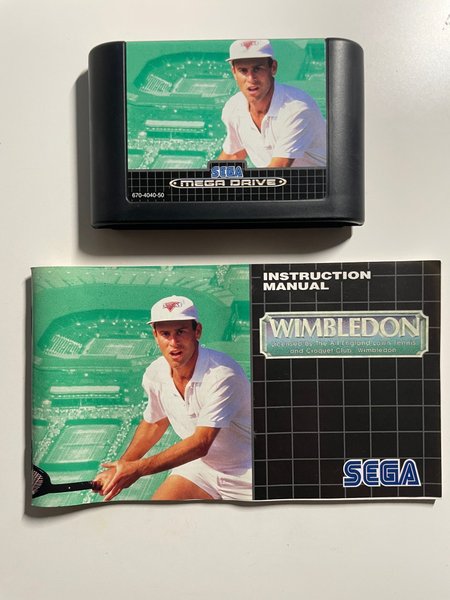 SEGA
MEGA DRIVE
670-4040-50
INSTRUCTION
MANUAL
WIMBLEDON
Licensed by The All England Lawn Tennis
and Croquet Club, Wimbledon.
SEGA